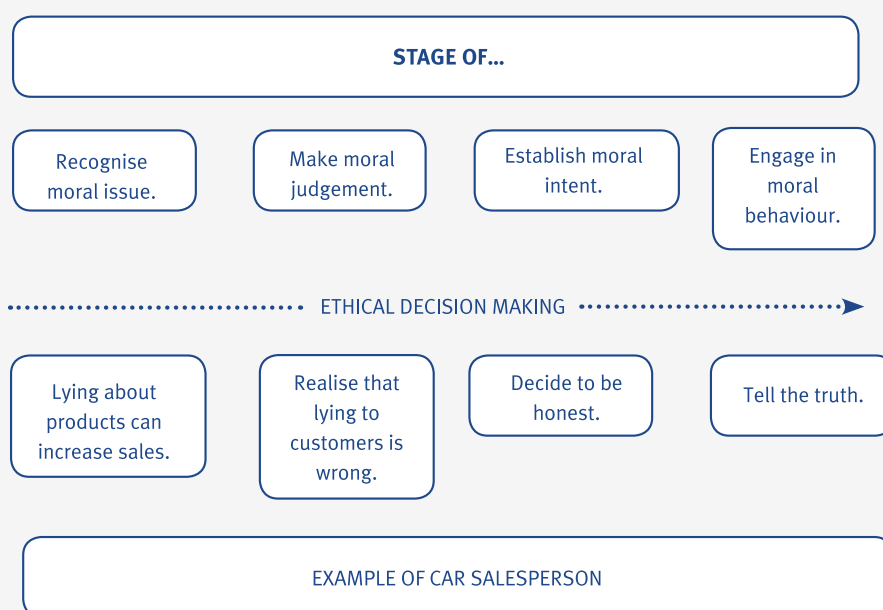 STAGE OF...
Recognise
moral issue.
Make moral
judgement.
Establish moral
intent.
Engage in
moral
behaviour.
ETHICAL DECISION MAKING
Lying about
products can
increase sales.
Realise that
lying to
customers is
wrong.
Decide to be
honest.
Tell the truth.
EXAMPLE OF CAR SALESPERSON